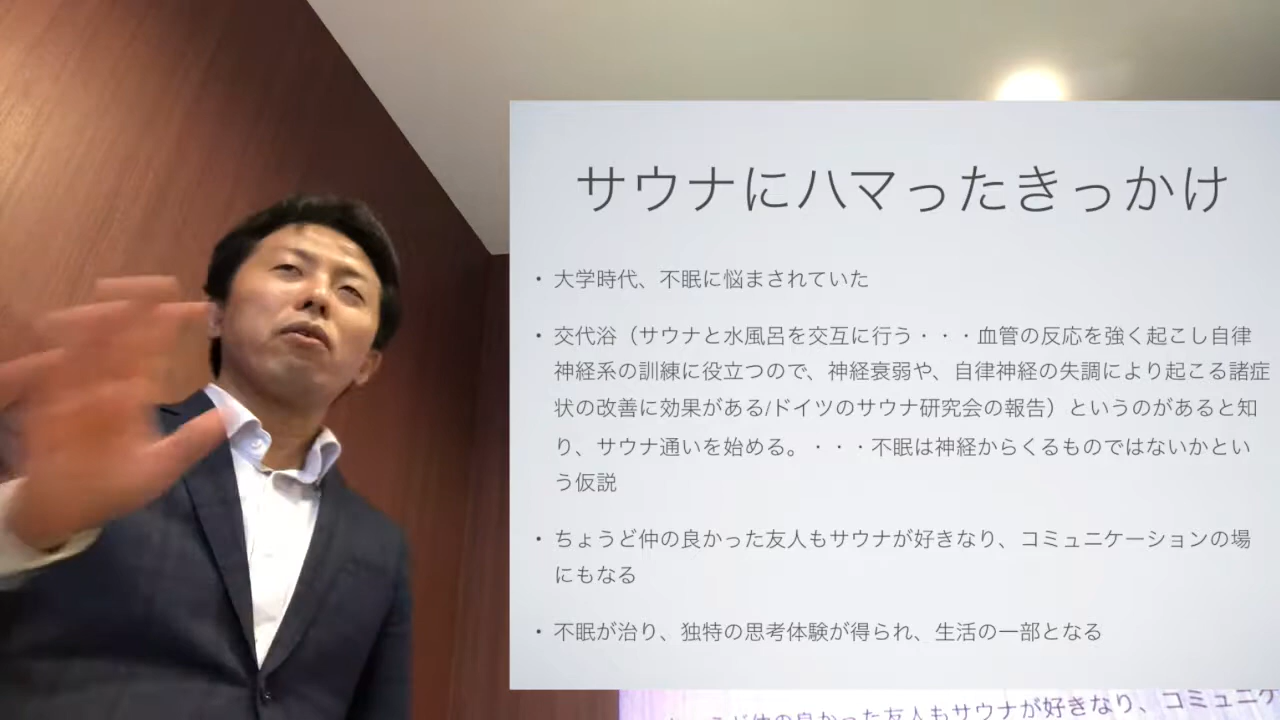 サウナにハマったきっかけ
・大学時代、不眠に悩まされていた
・交代浴（サウナと水風呂を交互に行う・・・血管の反応を強く起こし自律
神経系の訓練に役立つので、神経衰弱や、自律神経の失調により起こる諸症
状の改善に効果がある/ドイツのサウナ研究会の報告）というのがあると知
り、サウナ通いを始める。・・・不眠は神経からくるものではないかとい
う仮説
・ちょうど仲の良かった友人もサウナが好きなり、コミュニケーションの場
にもなる
・不眠が治り、独特の思考体験が得られ、生活の一部となる
ちょうど仲の良かった友人もサウナが好きなり、コミュニケ